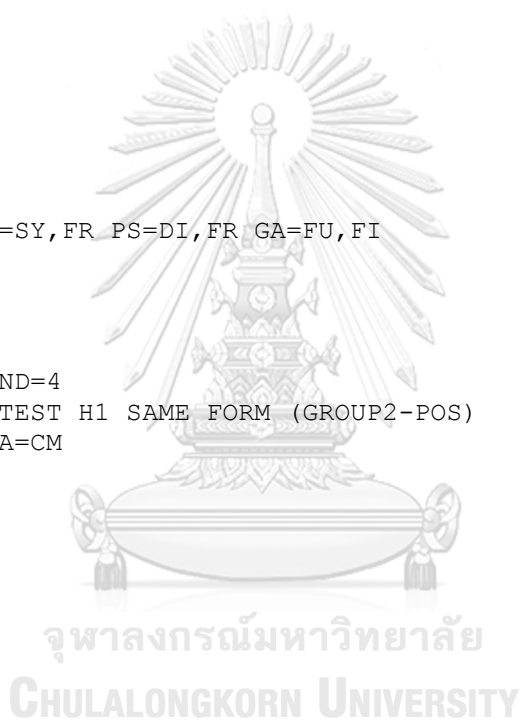 =SY,FR PS=DI,FR GA=FU,FI
ND=4
TEST H1 SAME FORM (GROUP2-POS)
A=CM
จุฬาลงกรณ์มหาวิทยาลัย
CHULALONGKORN UNIVERSITY